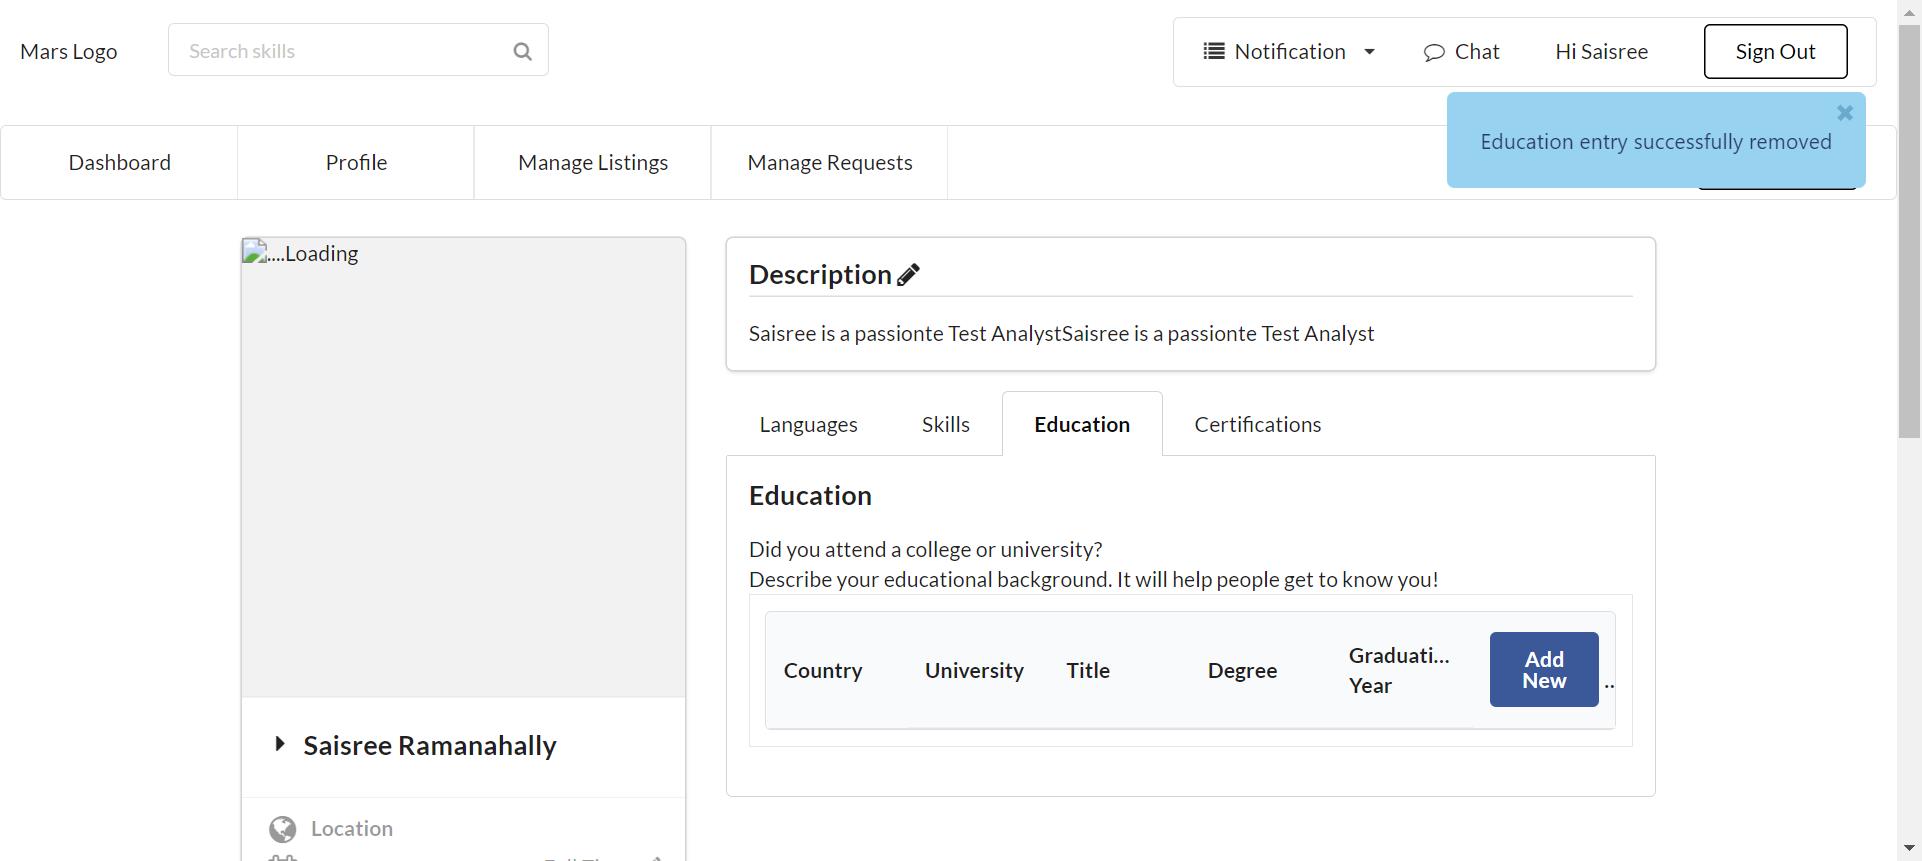 Mars Logo
Search skills
Notification
Chat
Hi Saisree
Sign Out
Education entry successfully removed
Dashboard
Profile
Manage Listings
Manage Requests
....Loading
Description
Saisree is a passionte Test AnalystSaisree is a passionte Test Analyst
Languages
Skills
Education
Certifications
Education
Did you attend a college or university?
Describe your educational background. It will help people get to know you!
Country
University
Title
Degree
Graduati...
Year
Add
New
..
Saisree Ramanahally
Location